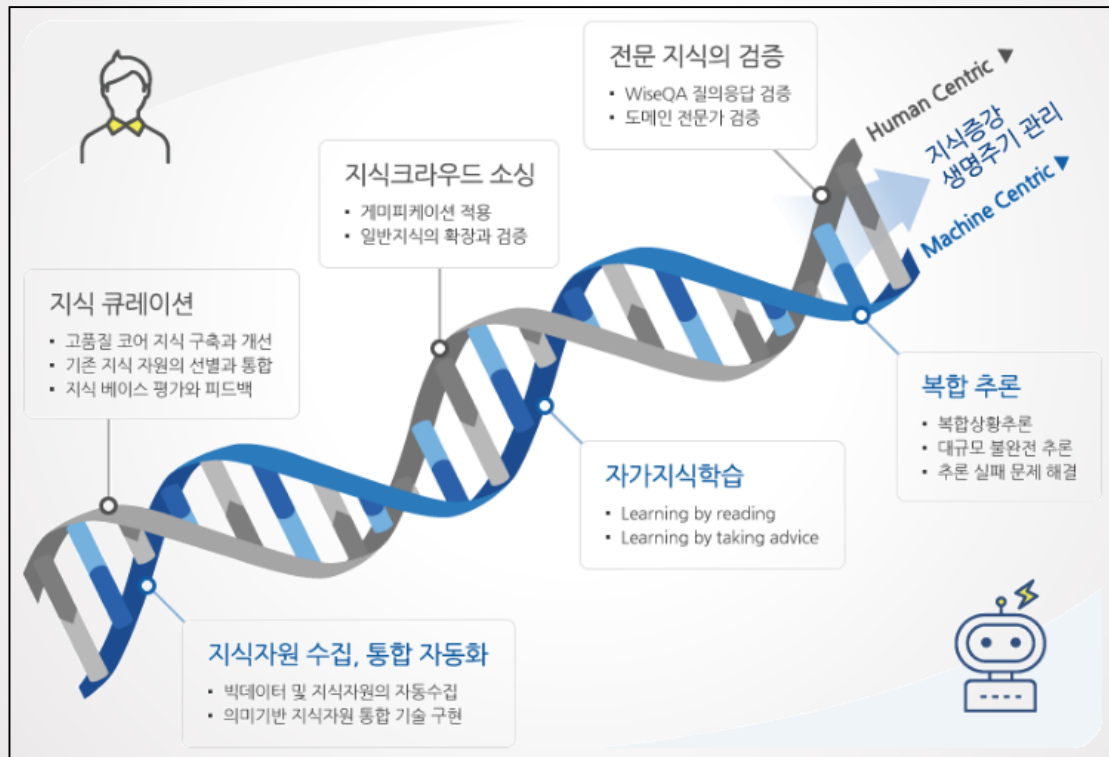 전문 지식의 검증
▪ WiseQA 질의응답 검증
▪ 도메인 전문가 검증
Human Centric ▼
지식증강
생명주기 관리
Machine Centric ▼
지식크라우드 소싱
▪ 게미피케이션 적용
▪ 일반지식의 확장과 검증
지식 큐레이션
▪ 고품질 코어 지식 구축과 개선
▪ 기존 지식 자원의 선별과 통합
▪ 지식 베이스 평가와 피드백
복합 추론
▪ 복합상황추론
▪ 대규모 불완전 추론
▪ 추론 실패 문제 해결
자가지식학습
▪ Learning by reading
▪ Learning by taking advice
지식자원 수집, 통합 자동화
▪ 빅데이터 및 지식자원의 자동수집
▪ 의미기반 지식자원 통합 기술 구현